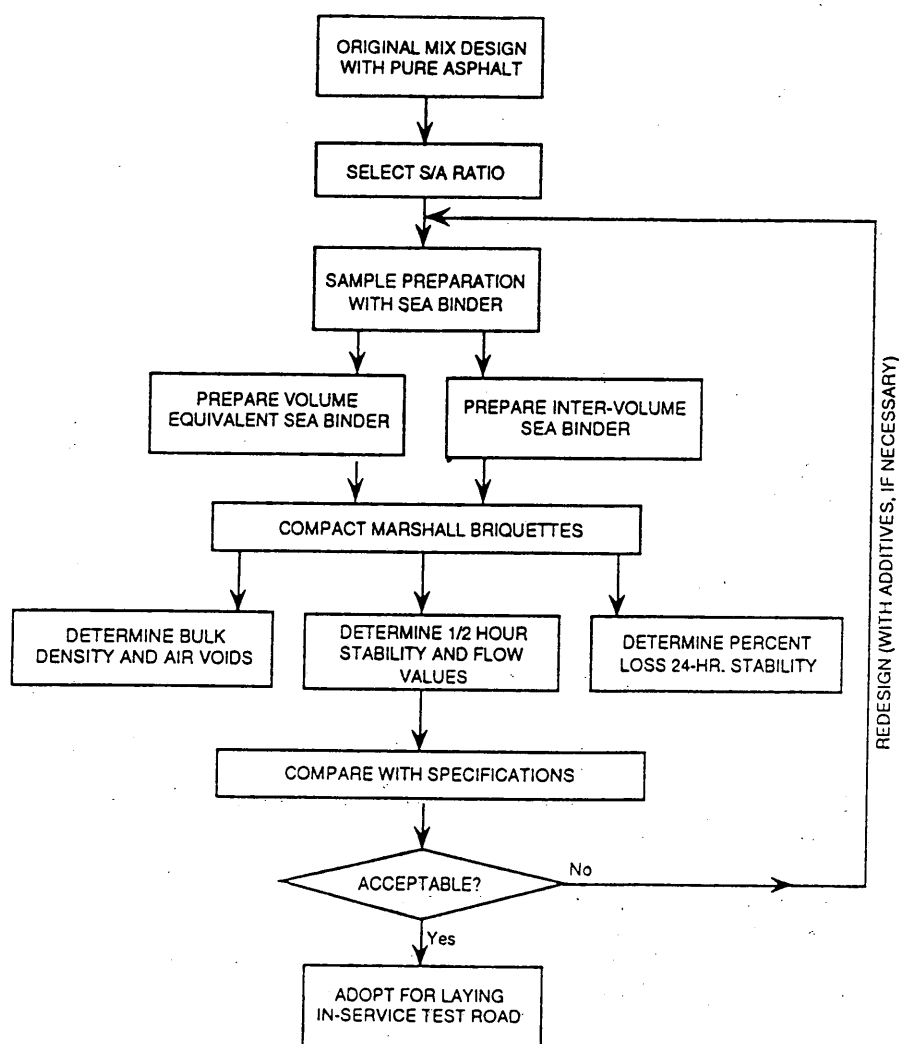 ORIGINAL MIX DESIGN
WITH PURE ASPHALT
SELECT S/A RATIO
SAMPLE PREPARATION
WITH SEA BINDER
PREPARE VOLUME
EQUIVALENT SEA BINDER
PREPARE INTER-VOLUME
SEA BINDER
COMPACT MARSHALL BRIQUETTES
DETERMINE BULK
DENSITY AND AIR VOIDS
DETERMINE 1/2 HOUR
STABILITY AND FLOW
VALUES
DETERMINE PERCENT
LOSS 24-HR. STABILITY
COMPARE WITH SPECIFICATIONS
ACCEPTABLE?
No
Yes
ADOPT FOR LAYING
IN-SERVICE TEST ROAD
REDESIGN (WITH ADDITIVES, IF NECESSARY)